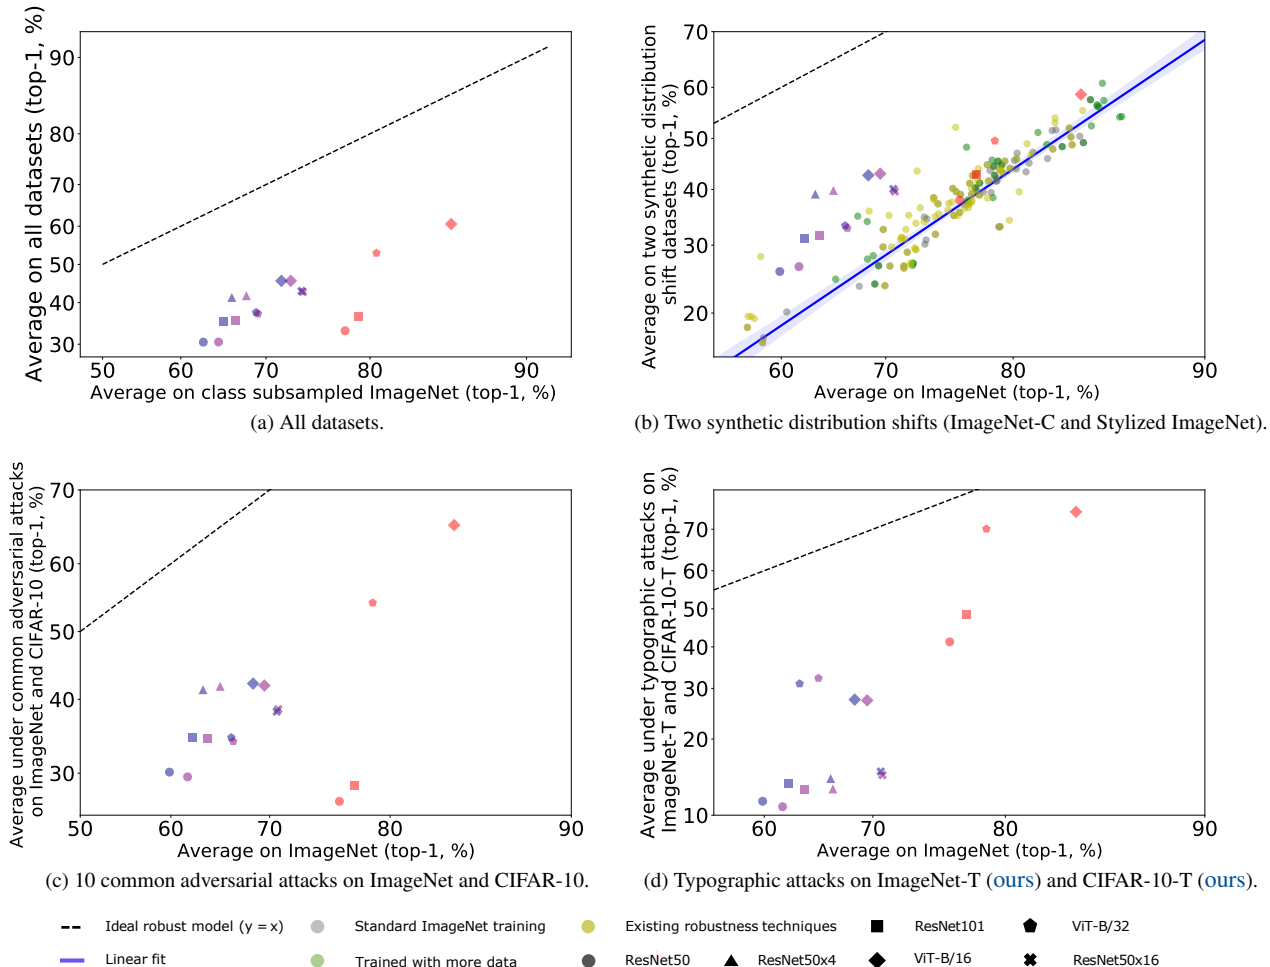 Average on all datasets (top-1, %)
90
80
70
60
50
40
30
50 60 70 80 90
Average on class subsampled ImageNet (top-1, %)
(a) All datasets.
Average on two synthetic distribution
shift datasets (top-1, %)
70
60
50
40
30
20
60 70 80 90
Average on ImageNet (top-1, %)
(b) Two synthetic distribution shifts (ImageNet-C and Stylized ImageNet).
Average under common adversarial attacks
on ImageNet and CIFAR-10 (top-1, %)
70
60
50
40
30
50 60 70 80 90
Average on ImageNet (top-1, %)
(c) 10 common adversarial attacks on ImageNet and CIFAR-10.
Average under typographic attacks on
ImageNet-T and CIFAR-10-T (top-1, %)
70
60
50
40
30
20
10
60 70 80 90
Average on ImageNet (top-1, %)
(d) Typographic attacks on ImageNet-T (ours) and CIFAR-10-T (ours).
Ideal robust model (y = x) Standard ImageNet training Existing robustness techniques ResNet101 ViT-B/32
Linear fit Trained with more data ResNet50 ResNet50x4 ViT-B/16 ResNet50x16